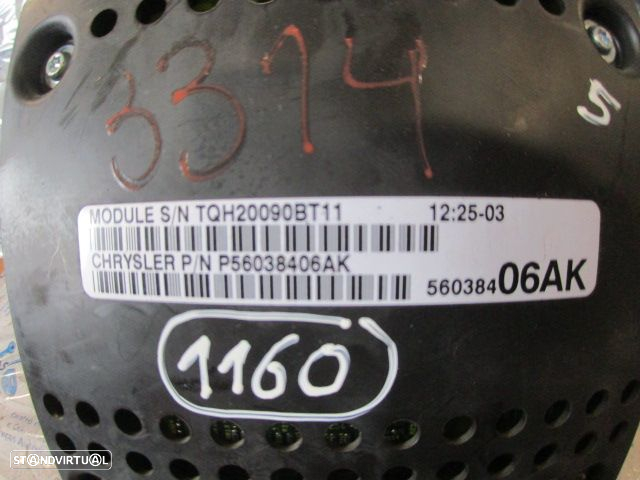 3314
5
MODULE S/N TQH20090BT11 12:25-03
CHRYSLER P/N P56038406AK
56038406AK
1160
STANDVIRTUAL